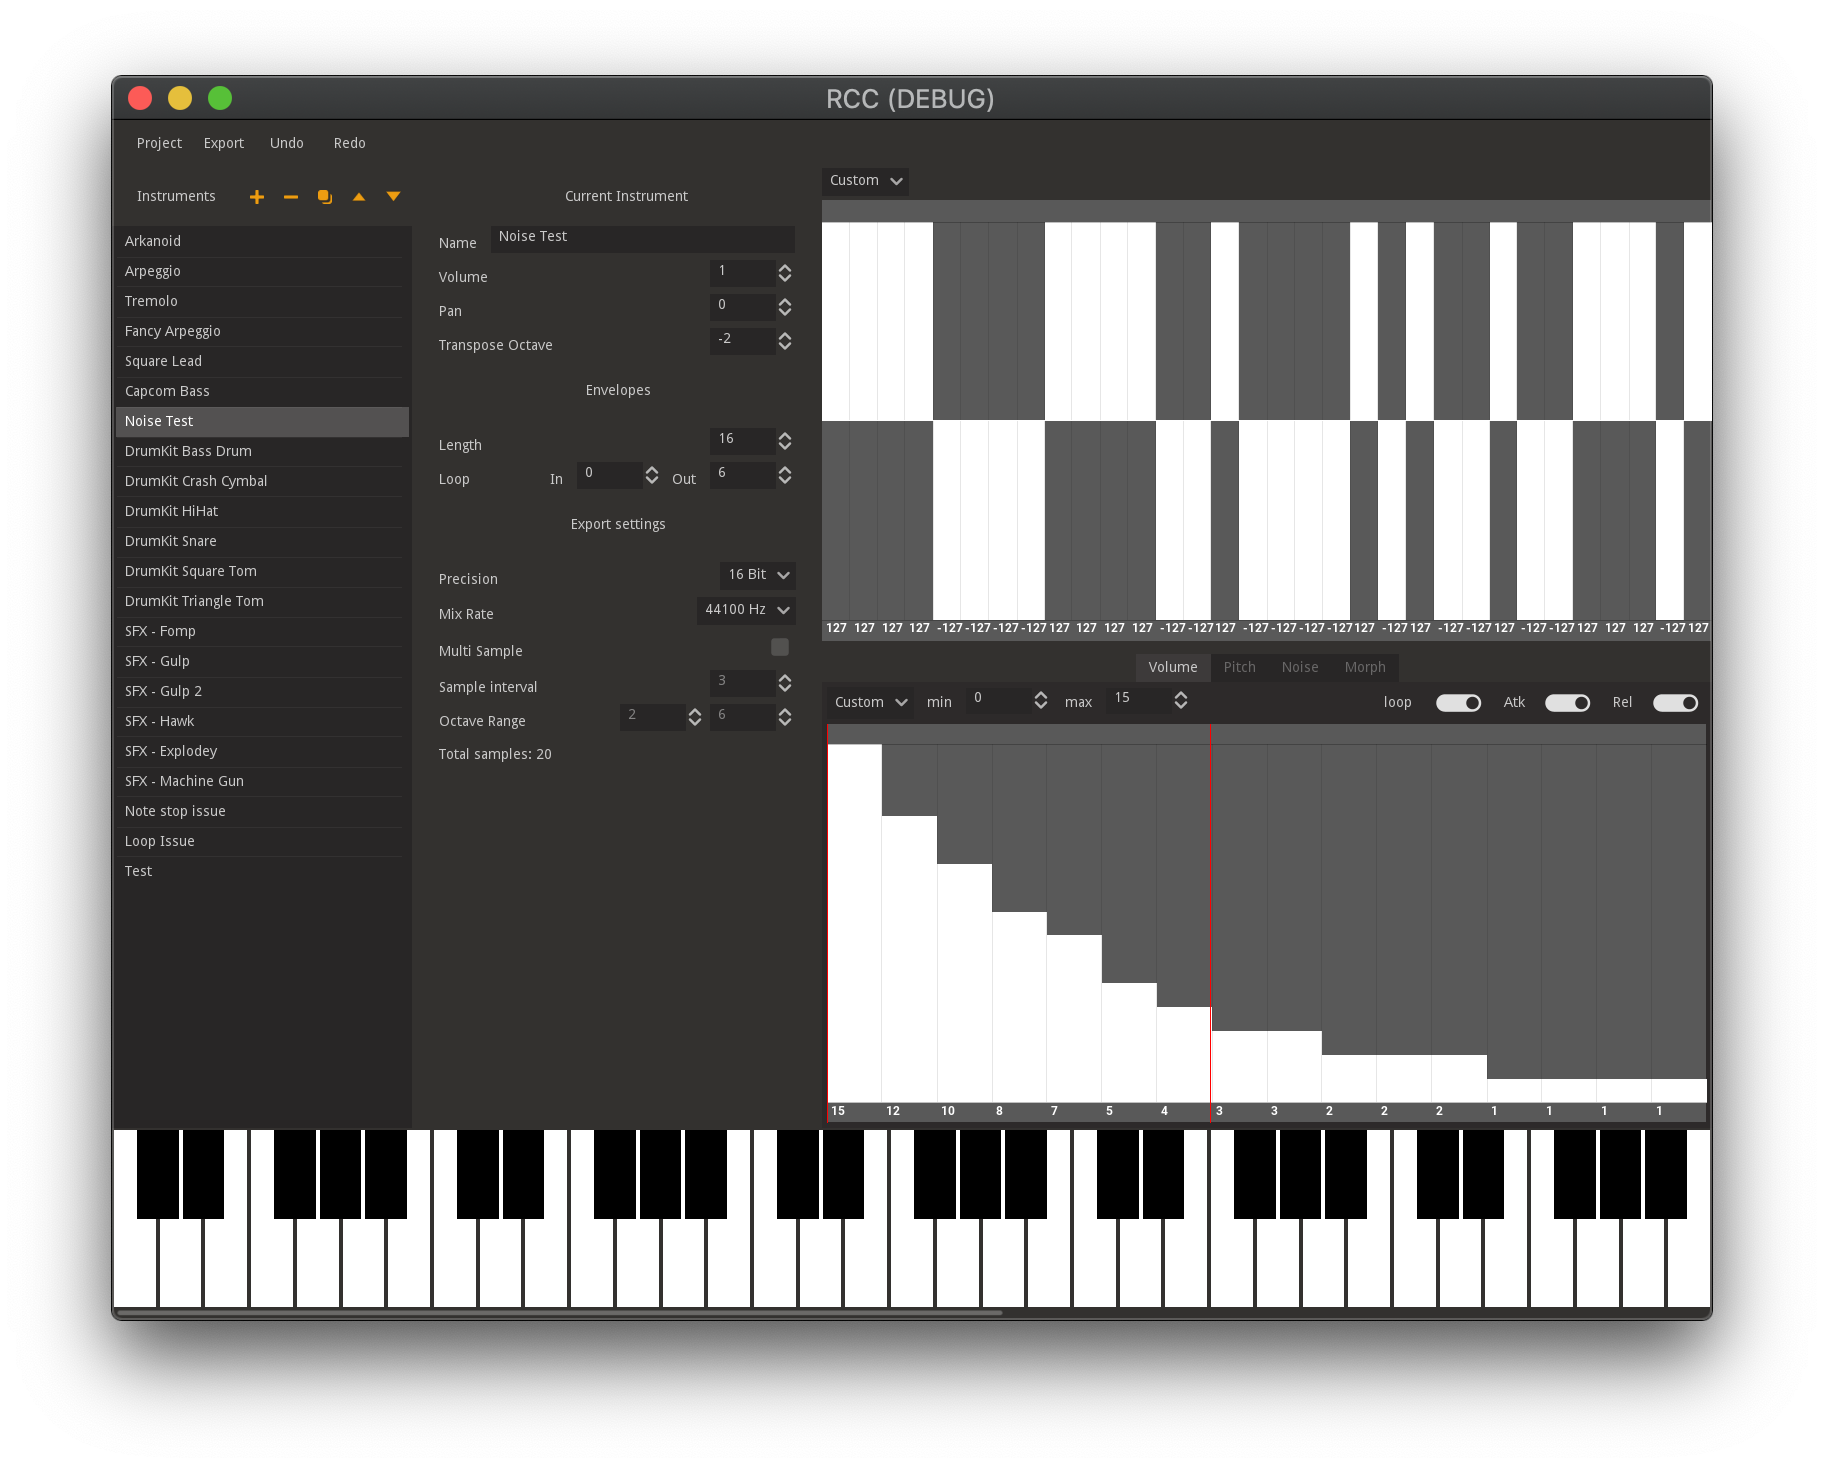 RCC (DEBUG)
Project Export Undo Redo
Instruments
Arkanoid
Arpeggio
Tremolo
Fancy Arpeggio
Square Lead
Capcom Bass
Noise Test
DrumKit Bass Drum
DrumKit Crash Cymbal
DrumKit HiHat
DrumKit Snare
DrumKit Square Tom
DrumKit Triangle Tom
SFX - Fomp
SFX - Gulp
SFX - Gulp 2
SFX - Hawk
SFX - Explodey
SFX - Machine Gun
Note stop issue
Loop Issue
Test
Current Instrument
Name Noise Test
Volume 1
Pan 0
Transpose Octave -2
Envelopes
Length 16
Loop In 0 Out 6
Export settings
Precision 16 Bit
Mix Rate 44100 Hz
Multi Sample
Sample interval 3
Octave Range 2 6
Total samples: 20
Custom
127 127 127 127 -127 -127 -127 -127 127 127 127 127 -127 -127 127 -127 -127 -127 -127 127 -127 127 -127 -127 127 -127 -127 127 127 127 -127 127
Volume Pitch Noise Morph
Custom min 0 max 15 loop Atk Rel
15 12 10 8 7 5 4 3 3 2 2 2 1 1 1 1